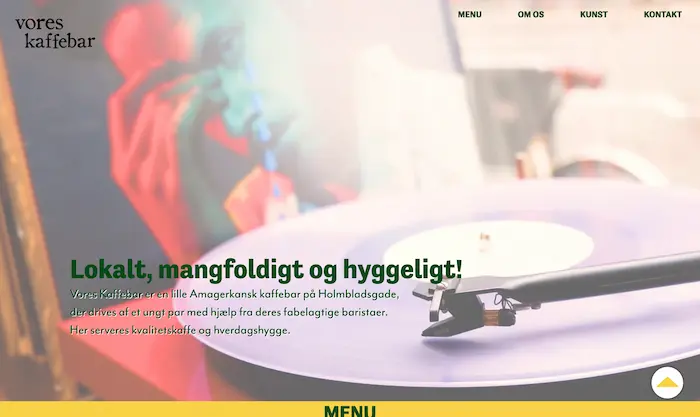 vores
kaffebar
MENU
OM OS
KUNST
KONTAKT
Lokalt, mangfoldigt og hyggeligt!
Vores Kaffebar er en lille Amagerkansk kaffebar på Holmbladsgade,
der drives af et ungt par med hjælp fra deres fabelagtige baristaer.
Her serveres kvalitetskaffe og hverdagshygge.
MENU